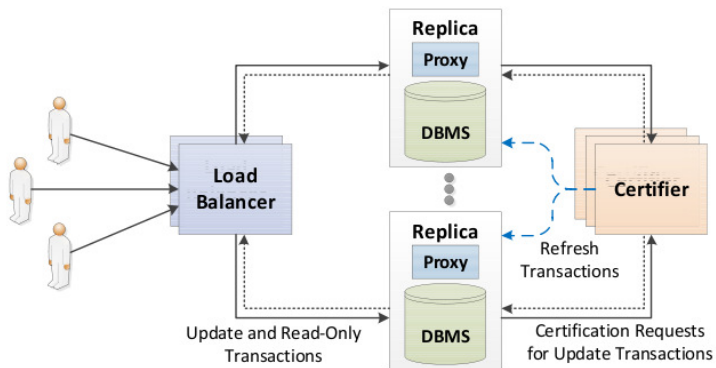 Replica
Proxy
DBMS
Load
Balancer
Certifier
Replica
Proxy
DBMS
Refresh
Transactions
Update and Read-Only
Transactions
Certification Requests
for Update Transactions